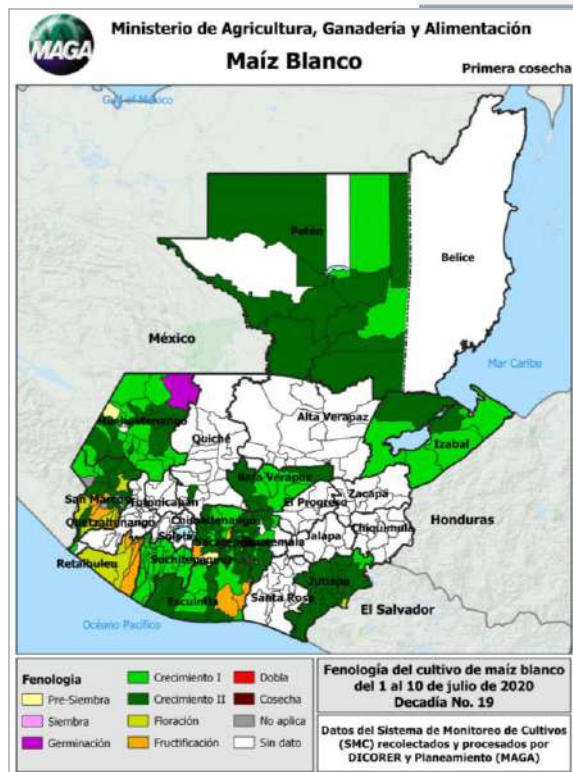 MAGA
Ministerio de Agricultura, Ganadería y Alimentación
Maíz Blanco
Primera cosecha
Gulf of México
Petén
Belice
México
Mar Caribe
Huehuetenango
Quiché
Alta Verapaz
Izabal
Baja Verapaz
San Marcos
Totonicapán
El Progreso
Zacapa
Quetzaltenango
Chimaltenango
Sololá
Guatemala
Jalapa
Chiquimula
Honduras
Retalhuleu
Suchitepéquez
Jutiapa
Escuintla
Santa Rosa
El Salvador
Océano Pacífico
Fenología
Pre-Siembra
Siembra
Germinación
Crecimiento I
Crecimiento II
Floración
Fructificación
Dobla
Cosecha
No aplica
Sin dato
Fenología del cultivo de maíz blanco
del 1 al 10 de julio de 2020
Decadía No. 19
Datos del Sistema de Monitoreo de Cultivos
(SMC) recolectados y procesados por
DICORER y Planeamiento (MAGA)